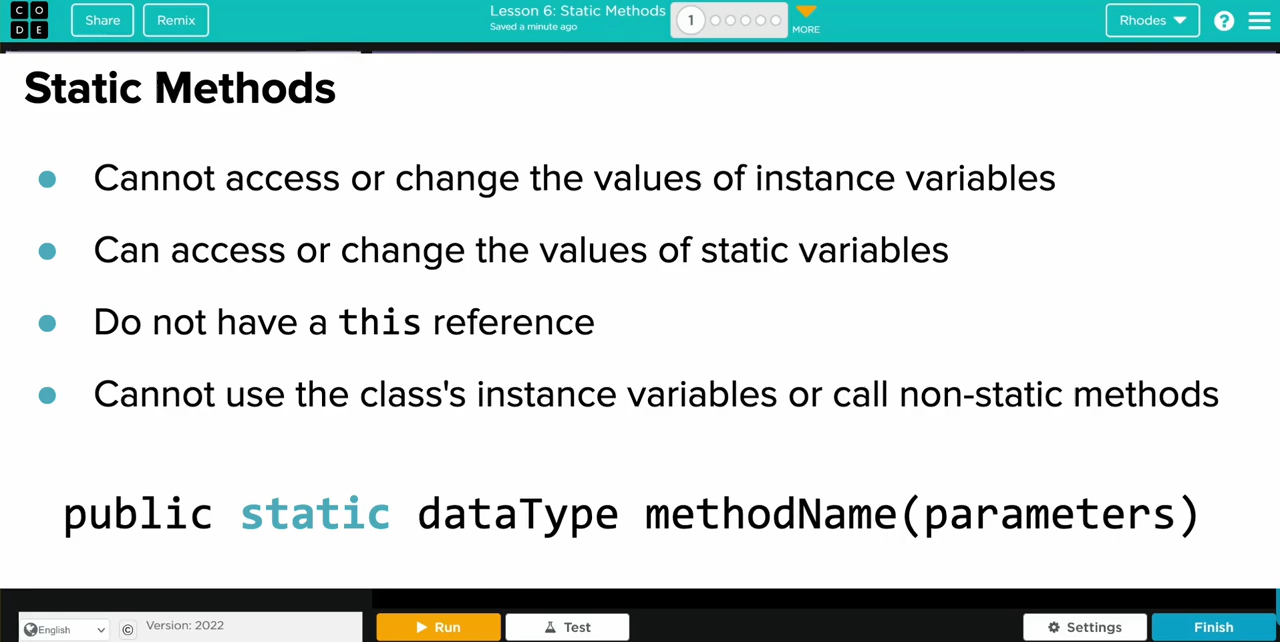 CO
DE
Share
Remix
Lesson 6: Static Methods
Saved a minute ago
1
MORE
Rhodes
?
Static Methods
Cannot access or change the values of instance variables
Can access or change the values of static variables
Do not have a this reference
Cannot use the class's instance variables or call non-static methods
public static dataType methodName(parameters)
English
©
Version: 2022
Run
Test
Settings
Finish